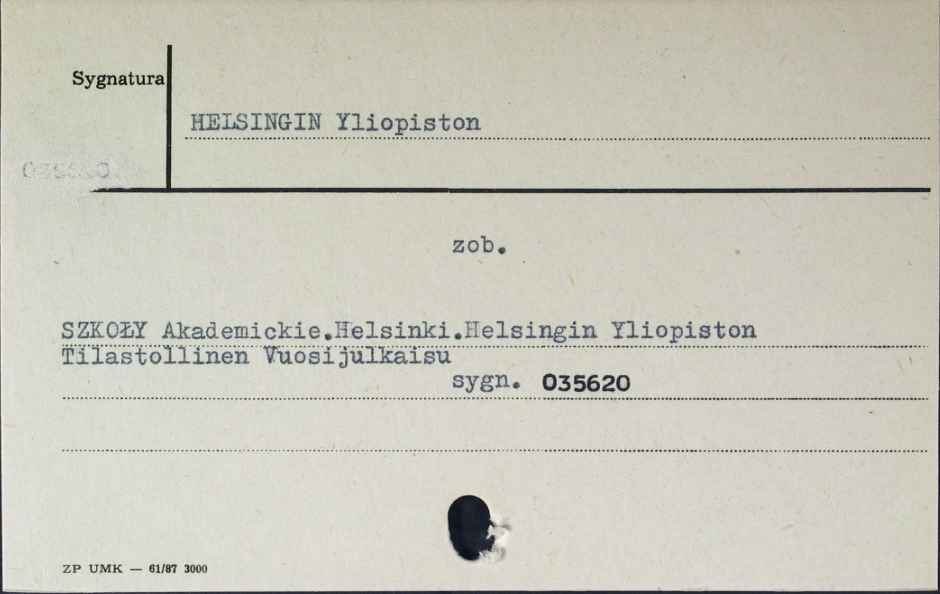 Sygnatura
HELSINGIN Yliopiston
zob.
SZKOŁY Akademickie.Helsinki.Helsingin Yliopiston
Tilastollinen Vuosijulkaisu
sygn. 035620
ZP UMK — 61/87 3000